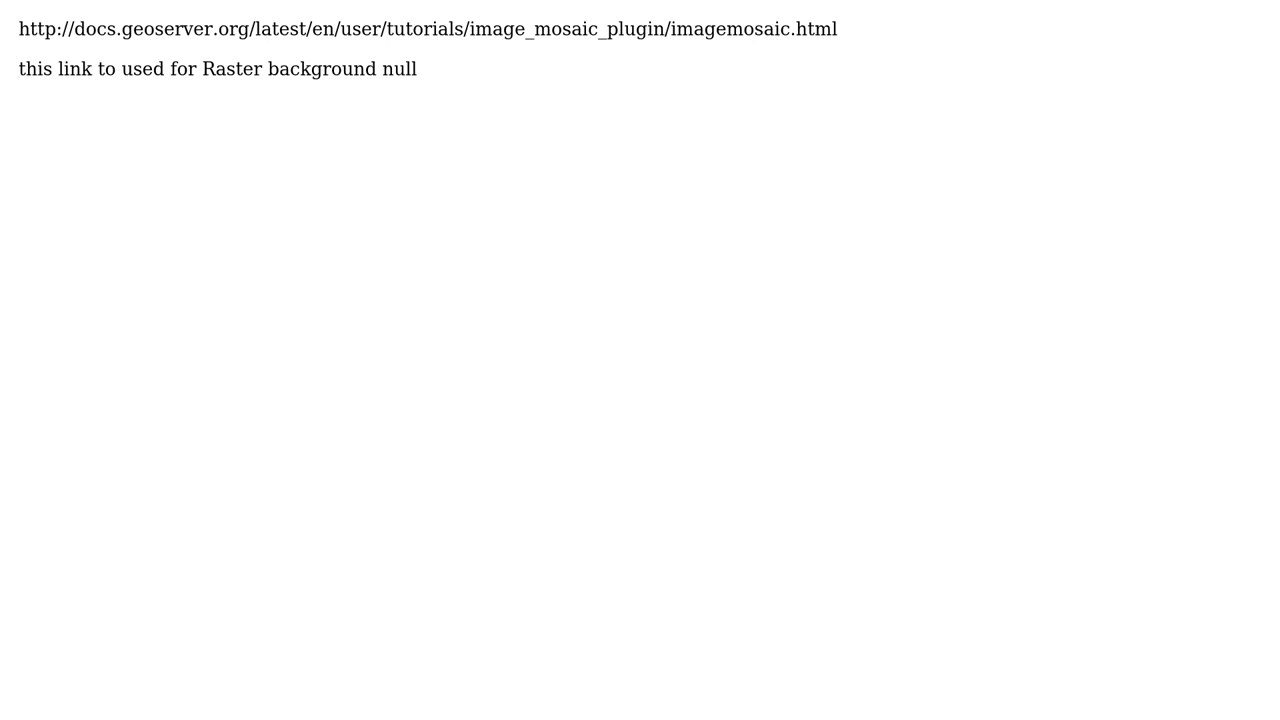 http://docs.geoserver.org/latest/en/user/tutorials/image_mosaic_plugin/imagemosaic.html
this link to used for Raster background null